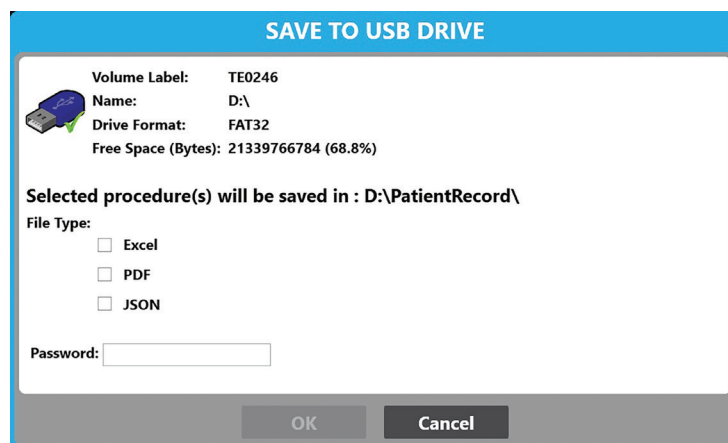 SAVE TO USB DRIVE
Volume Label: TE0246
Name: D:\
Drive Format: FAT32
Free Space (Bytes): 21339766784 (68.8%)
Selected procedure(s) will be saved in : D:\PatientRecord\
File Type:
Excel
PDF
JSON
Password:
OK Cancel